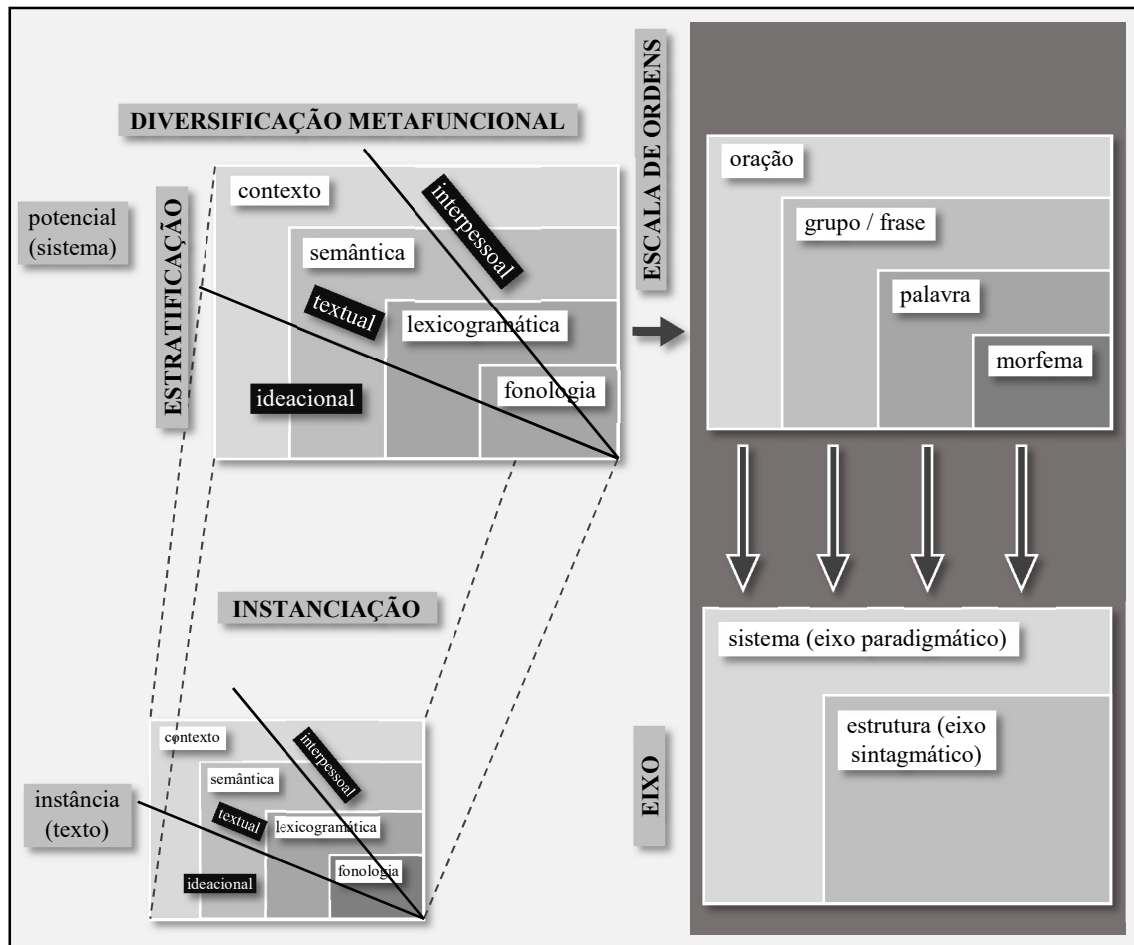 DIVERSIFICAÇÃO METAFUNCIONAL
potencial
(sistema)
ESTRATIFICAÇÃO
contexto
semântica
lexicogramática
fonologia
interpessoal
textual
ideacional
INSTANCIAÇÃO
instância
(texto)
contexto
semântica
lexicogramática
fonologia
interpessoal
textual
ideacional
ESCALA DE ORDENS
oração
grupo / frase
palavra
morfema
EIXO
sistema (eixo paradigmático)
estrutura (eixo
sintagmático)